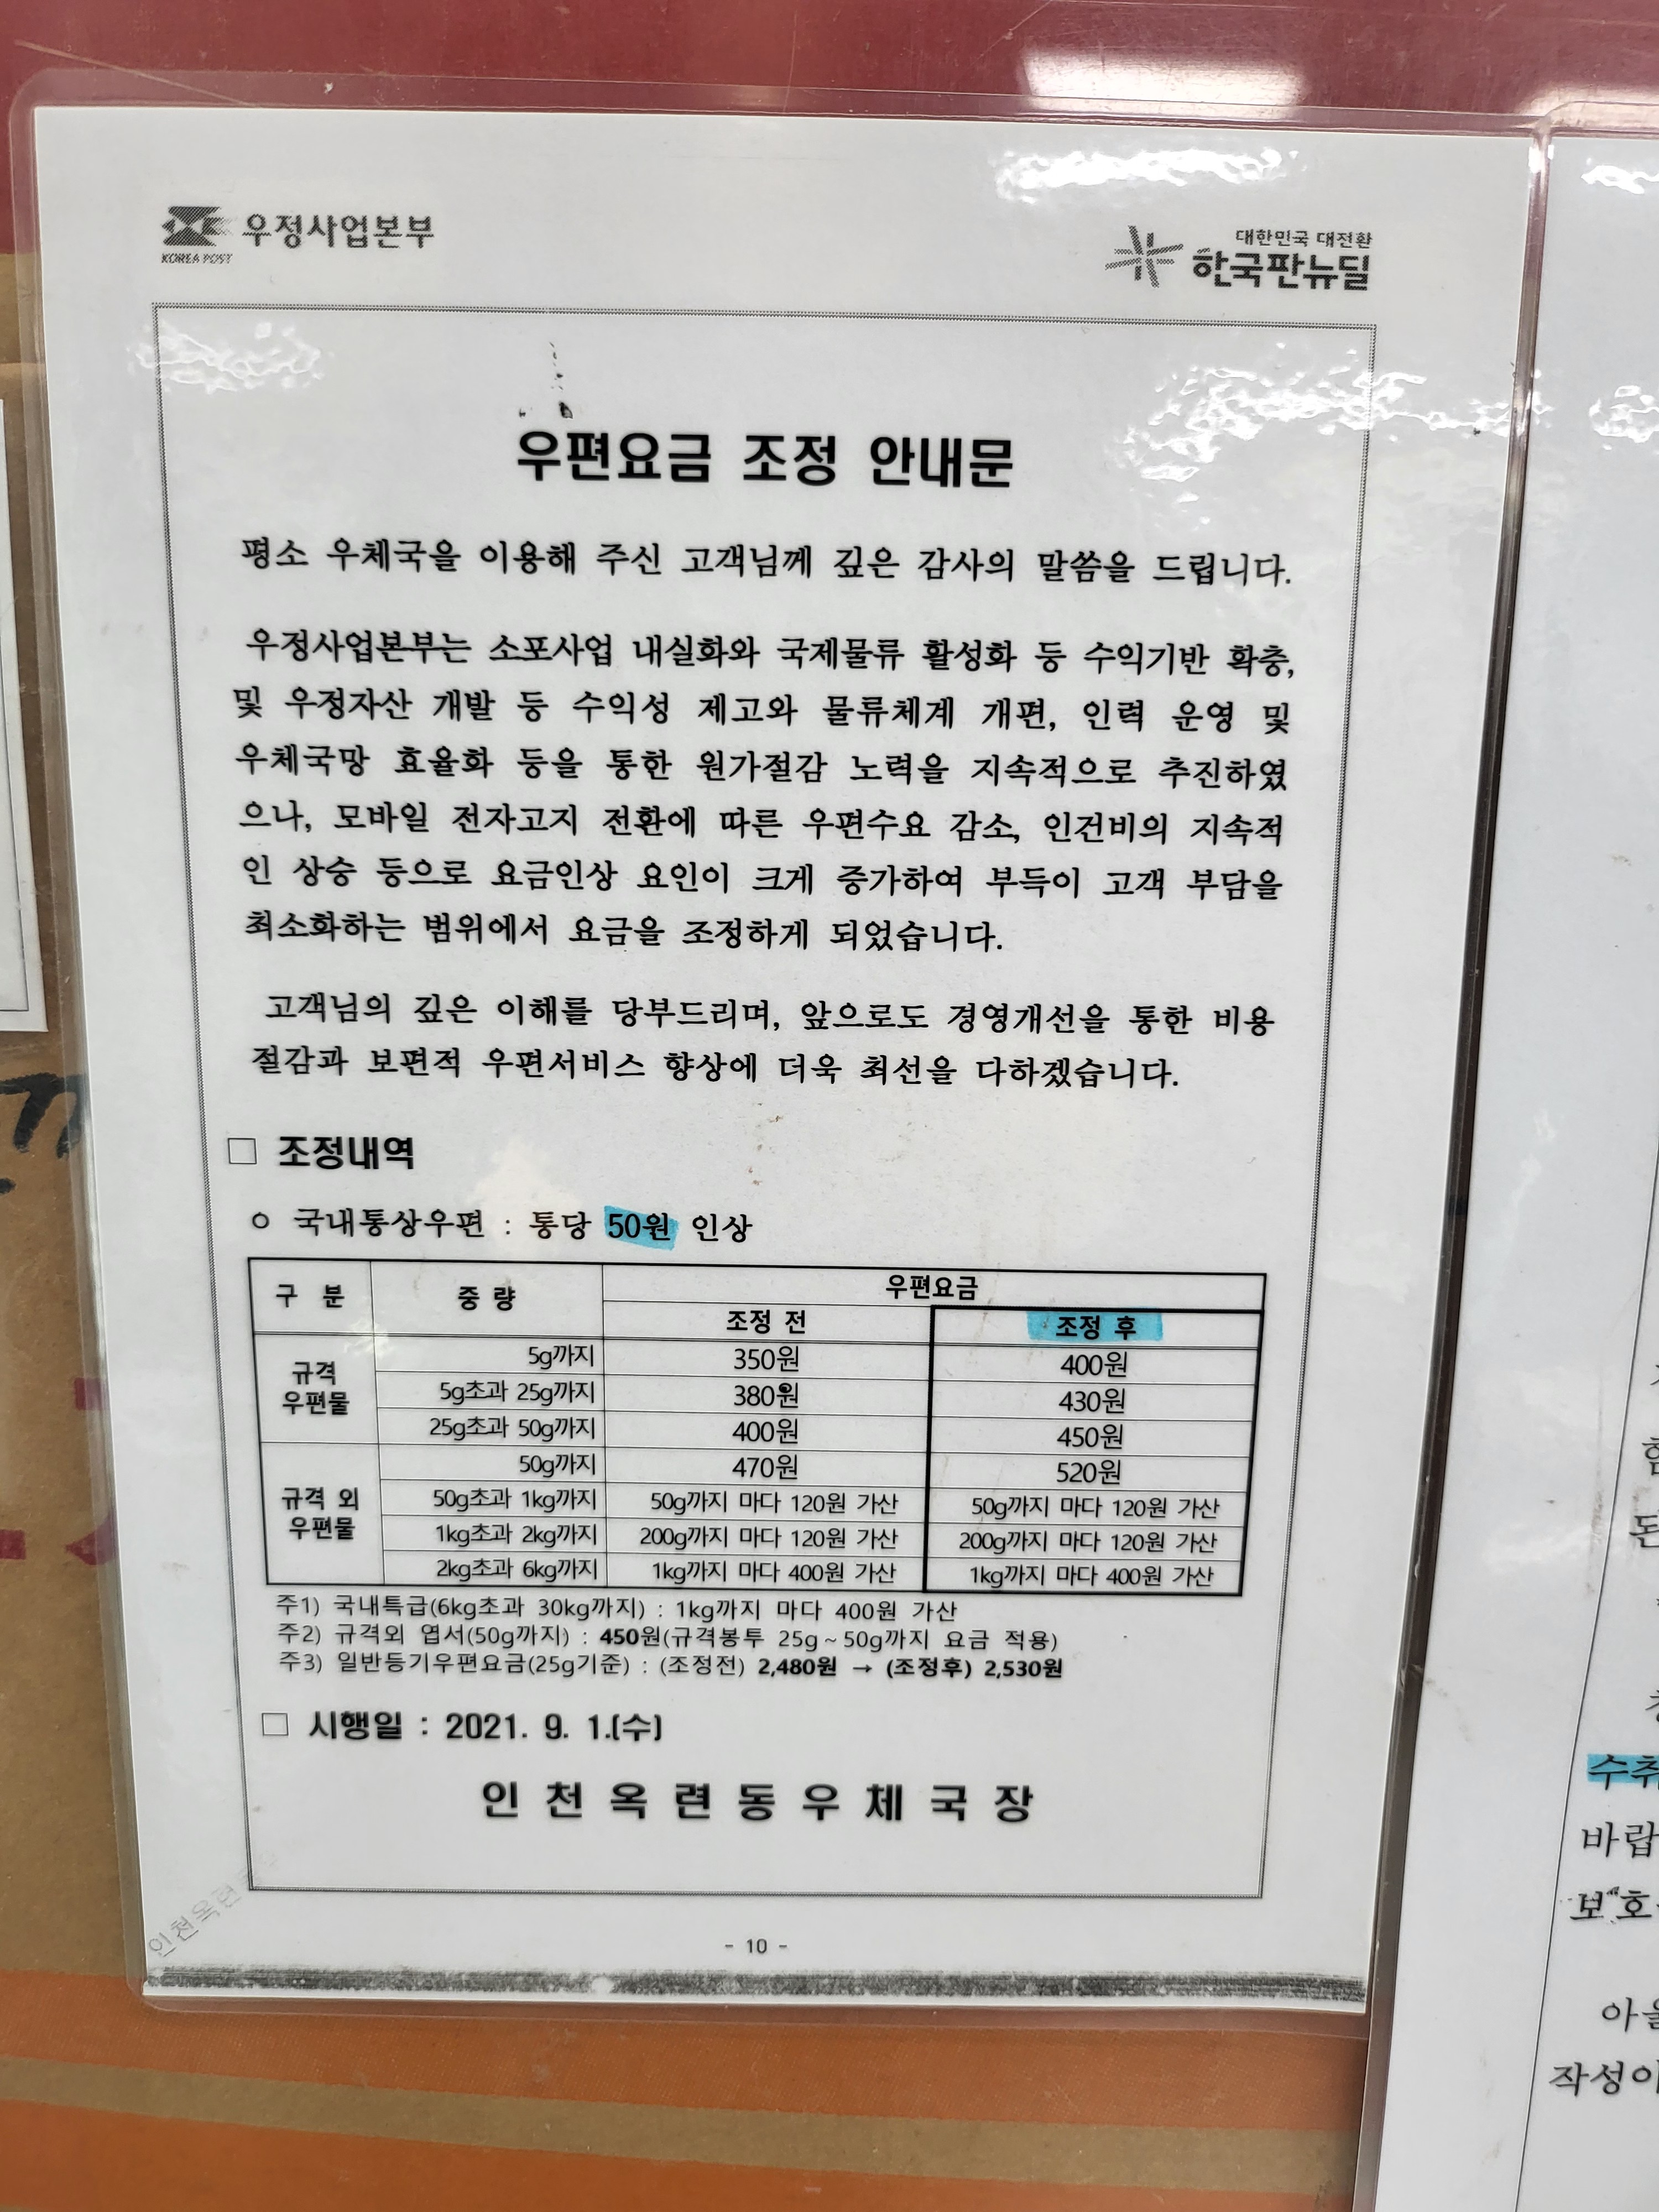 우정사업본부
KOREA POST
대한민국 대전환
한국판뉴딜
우편요금 조정 안내문
평소 우체국을 이용해 주신 고객님께 깊은 감사의 말씀을 드립니다.
우정사업본부는 소포사업 내실화와 국제물류 활성화 등 수익기반 확충,
및 우정자산 개발 등 수익성 제고와 물류체계 개편, 인력 운영 및
우체국망 효율화 등을 통한 원가절감 노력을 지속적으로 추진하였
으나, 모바일 전자고지 전환에 따른 우편수요 감소, 인건비의 지속적
인 상승 등으로 요금인상 요인이 크게 증가하여 부득이 고객 부담을
최소화하는 범위에서 요금을 조정하게 되었습니다.
고객님의 깊은 이해를 당부드리며, 앞으로도 경영개선을 통한 비용
절감과 보편적 우편서비스 향상에 더욱 최선을 다하겠습니다.
□ 조정내역
○ 국내통상우편 : 통당 50원 인상
구 분 중 량 우편요금
조정 전 조정 후
규격 우편물
5g까지 350원 400원
5g초과 25g까지 380원 430원
25g초과 50g까지 400원 450원
규격 외 우편물
50g까지 470원 520원
50g초과 1kg까지 50g까지 마다 120원 가산 50g까지 마다 120원 가산
1kg초과 2kg까지 200g까지 마다 120원 가산 200g까지 마다 120원 가산
2kg초과 6kg까지 1kg까지 마다 400원 가산 1kg까지 마다 400원 가산
주1) 국내특급(6kg초과 30kg까지) : 1kg까지 마다 400원 가산
주2) 규격외 엽서(50g까지) : 450원(규격봉투 25g~50g까지 요금 적용)
주3) 일반등기우편요금(25g기준) : (조정전) 2,480원 → (조정후) 2,530원
□ 시행일 : 2021. 9. 1.(수)
인천옥련동우체국장
인천옥련
- 10 -
수취
바랍
보호
작성이